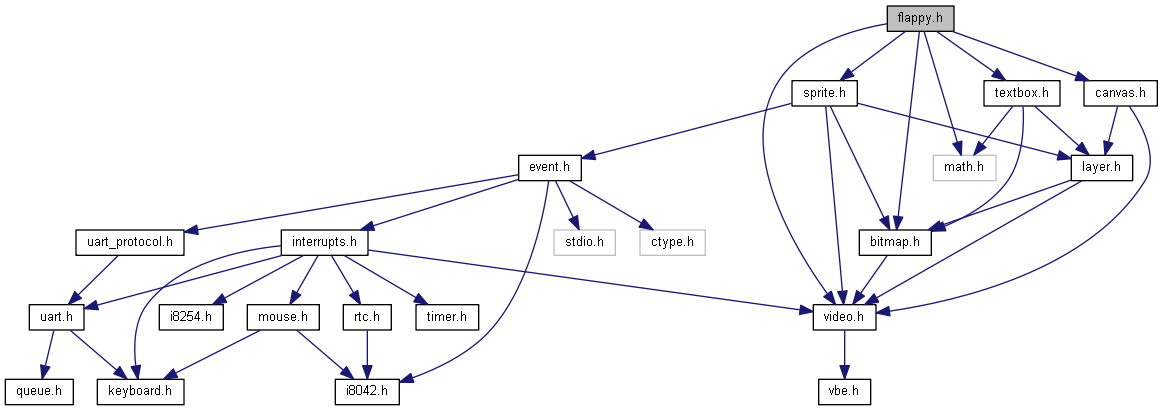 flappy.h
sprite.h
textbox.h
canvas.h
event.h
math.h
layer.h
uart_protocol.h
interrupts.h
stdio.h
ctype.h
bitmap.h
uart.h
i8254.h
mouse.h
rtc.h
timer.h
video.h
queue.h
keyboard.h
i8042.h
vbe.h